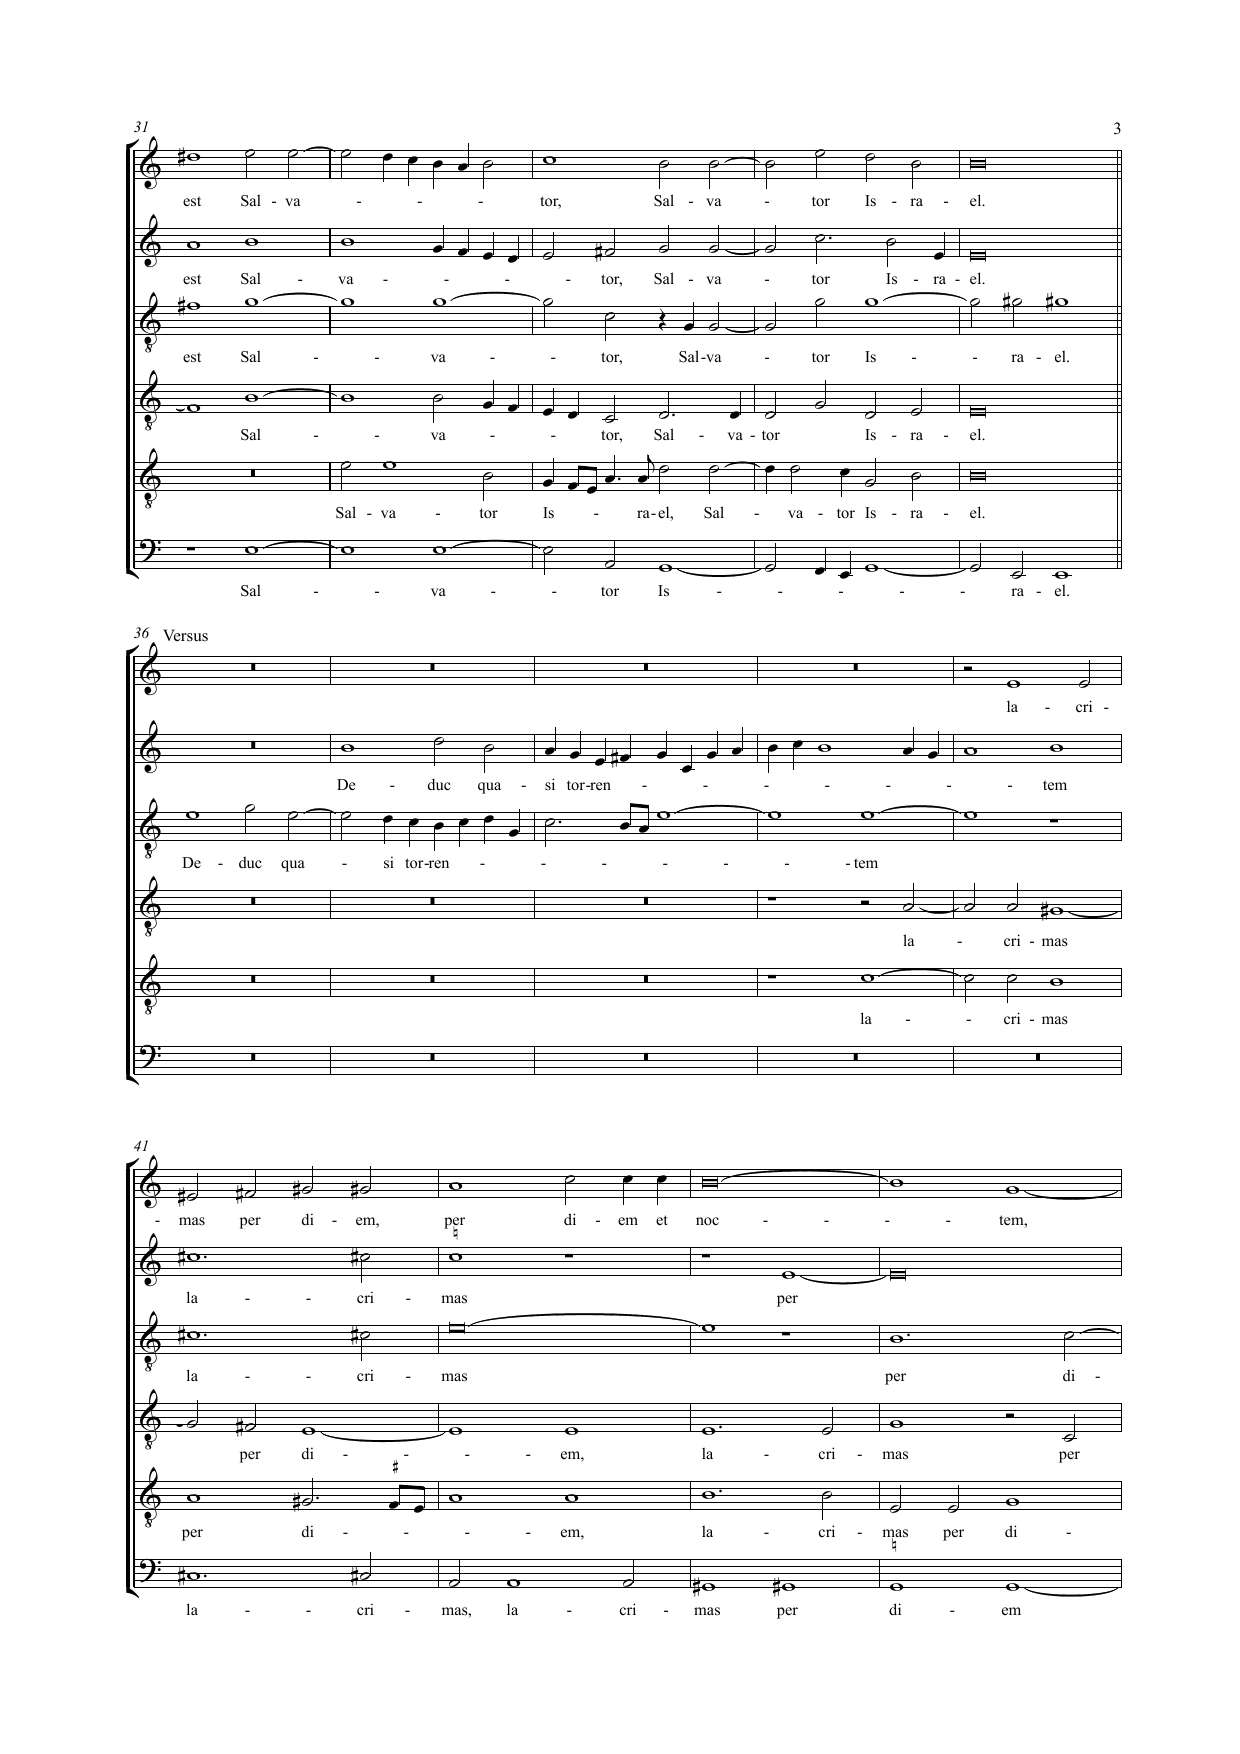 31
3
est Sal - va - - - tor, Sal - va - tor Is - ra - el.
est Sal - va - - - - tor, Sal - va - tor Is - ra - el.
est Sal - - va - - tor, Sal-va - tor Is - - ra - el.
Sal - - va - - tor, Sal - va - tor Is - ra - el.
Sal - va - tor Is - ra-el, Sal - va - tor Is - ra - el.
Sal - - va - - tor Is - - - - - ra - el.
36 Versus
la - cri -
De - duc qua - si tor-ren - - - - - - - tem
De - duc qua - si tor-ren - - - - - - tem
la - cri - mas
la - - cri - mas
41
- mas per di - em, per di - em et noc - - - - tem,
♮
la - - cri - mas per
la - - cri - mas per di -
per di - - - - em, la - cri - mas per
♯
per di - - - - em, la - cri - mas per di -
♮
la - - cri - mas, la - cri - mas per di - em